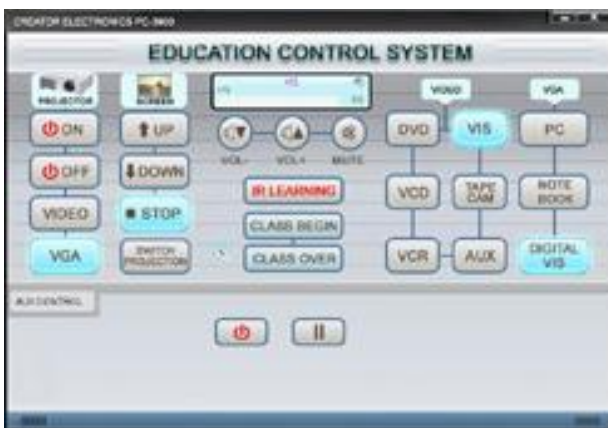 CREATOR ELECTRONICS PC-3900
EDUCATION CONTROL SYSTEM
PROJECTOR
SCREEN
VIDEO
VGA
ON
UP
DVD
VIS
PC
VOL-
VOL+
MUTE
OFF
DOWN
IR LEARNING
VCD
TAPE CAM
NOTE BOOK
VIDEO
STOP
CLASS BEGIN
VGA
SWITCH PROJECTION
CLASS OVER
VCR
AUX
DIGITAL VIS
AUX CONTROL